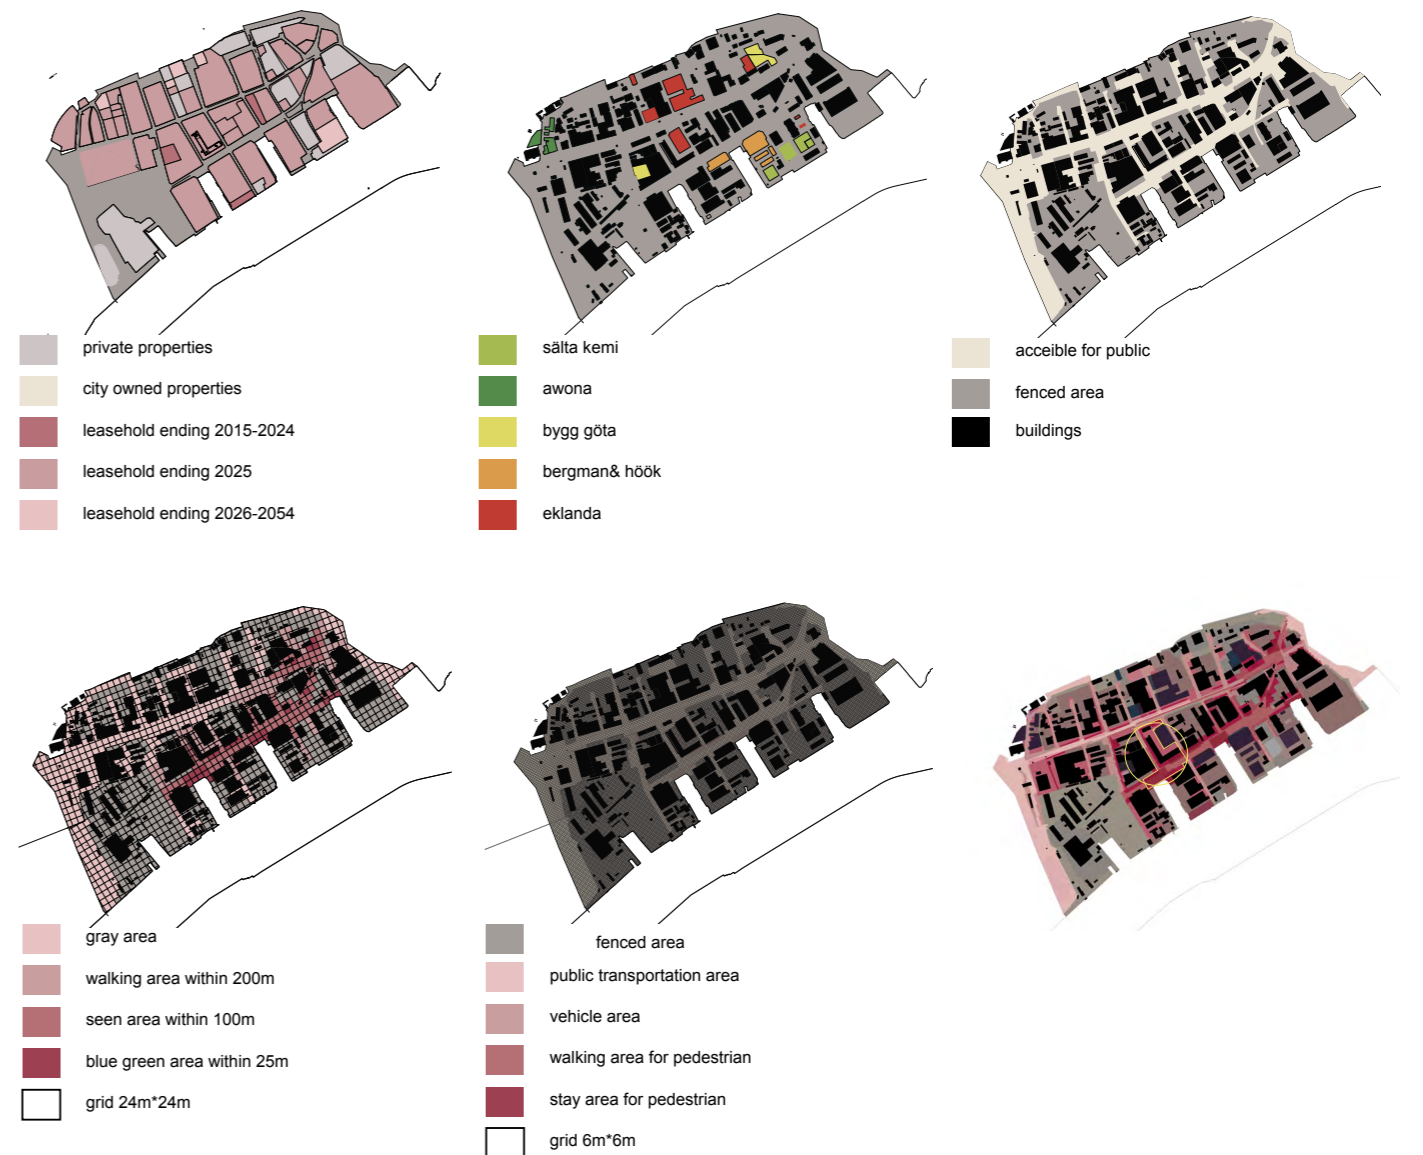 private properties
city owned properties
leasehold ending 2015-2024
leasehold ending 2025
leasehold ending 2026-2054
sälta kemi
awona
bygg göta
bergman& höök
eklanda
acceible for public
fenced area
buildings
gray area
walking area within 200m
seen area within 100m
blue green area within 25m
grid 24m*24m
fenced area
public transportation area
vehicle area
walking area for pedestrian
stay area for pedestrian
grid 6m*6m